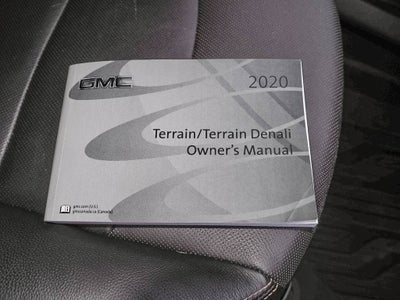 GMC
2020
Terrain/Terrain Denali
Owner's Manual
gmc.com (U.S.)
gmccanada.ca (Canada)